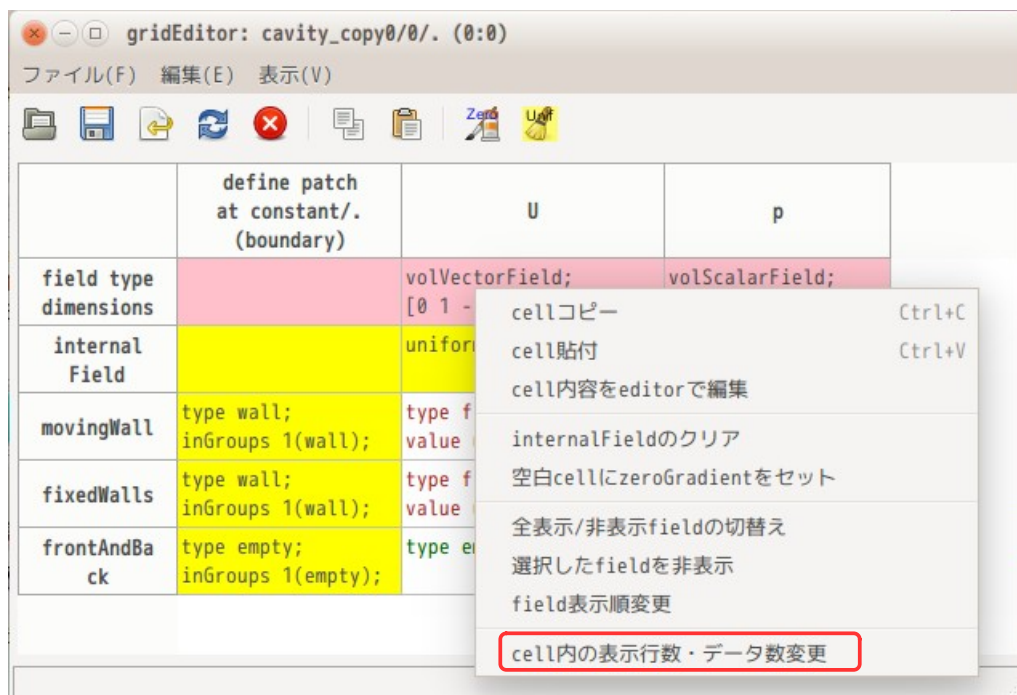 gridEditor: cavity_copy0/0/. (0:0)
ファイル(F) 編集(E) 表示(V)
Zero
Unif
define patch
at constant/.
(boundary)
U
p
field type
dimensions
volVectorField;
[0 1 -
volScalarField;
internal
Field
unifor
movingWall
type wall;
inGroups 1(wall);
type f
value
fixedWalls
type wall;
inGroups 1(wall);
type f
value
frontAndBa
ck
type empty;
inGroups 1(empty);
type e
cellコピー Ctrl+C
cell貼付 Ctrl+V
cell内容をeditorで編集
internalFieldのクリア
空白cellにzeroGradientをセット
全表示/非表示fieldの切替え
選択したfieldを非表示
field表示順変更
cell内の表示行数・データ数変更